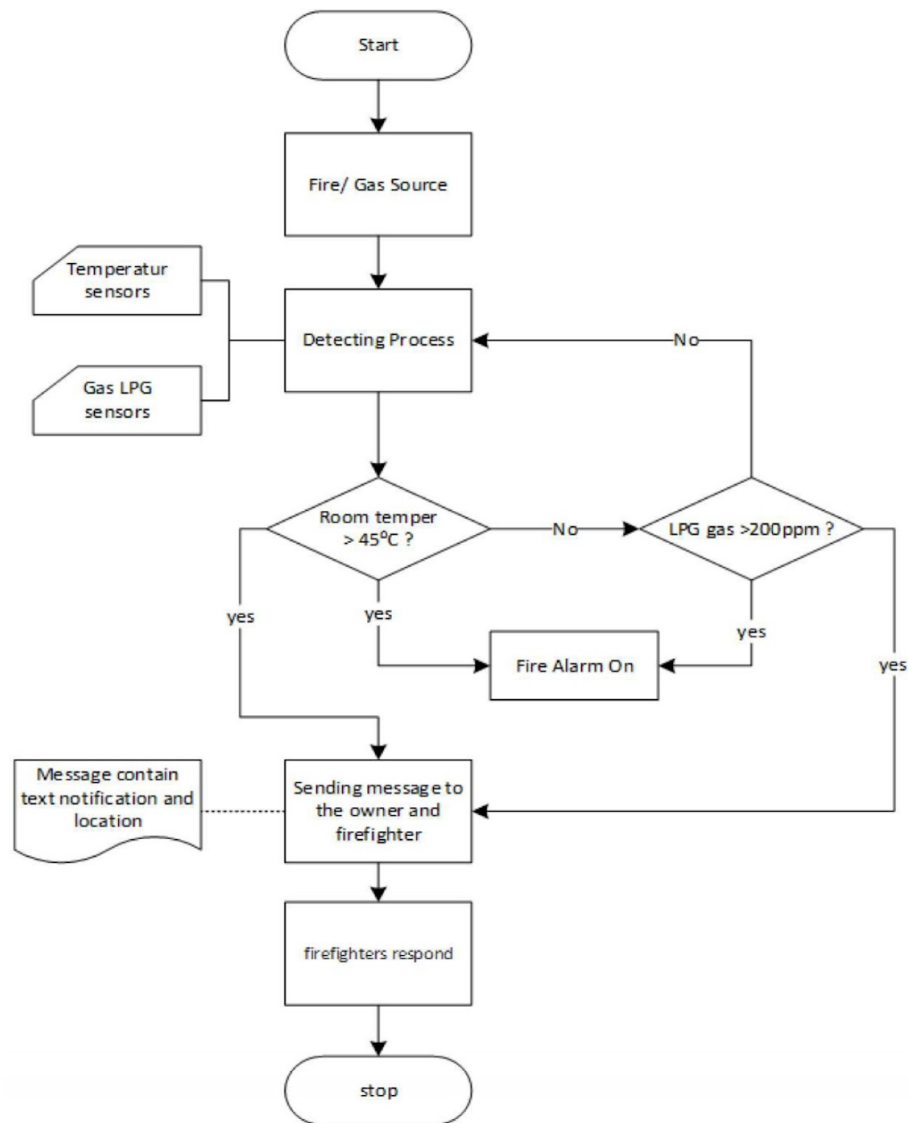 Start
Fire/ Gas Source
Temperatur
sensors
Detecting Process
No
Gas LPG
sensors
Room temper
> 45⁰C ?
No
LPG gas >200ppm ?
yes
yes
yes
yes
Fire Alarm On
Message contain
text notification and
location
Sending message to
the owner and
firefighter
firefighters respond
stop